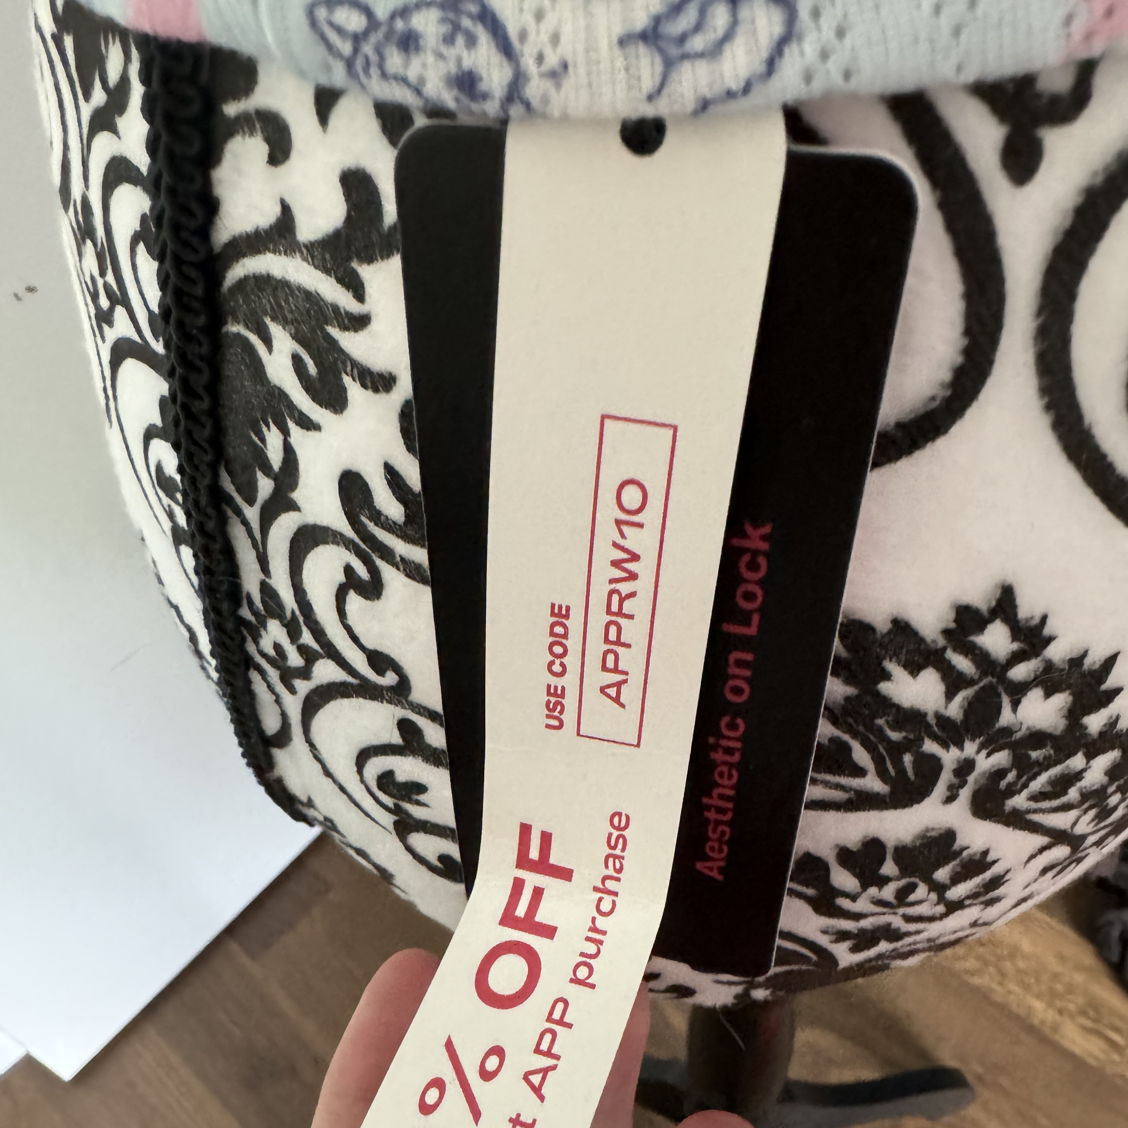 % OFF
t APP purchase
USE CODE
APPRW10
Aesthetic on Lock